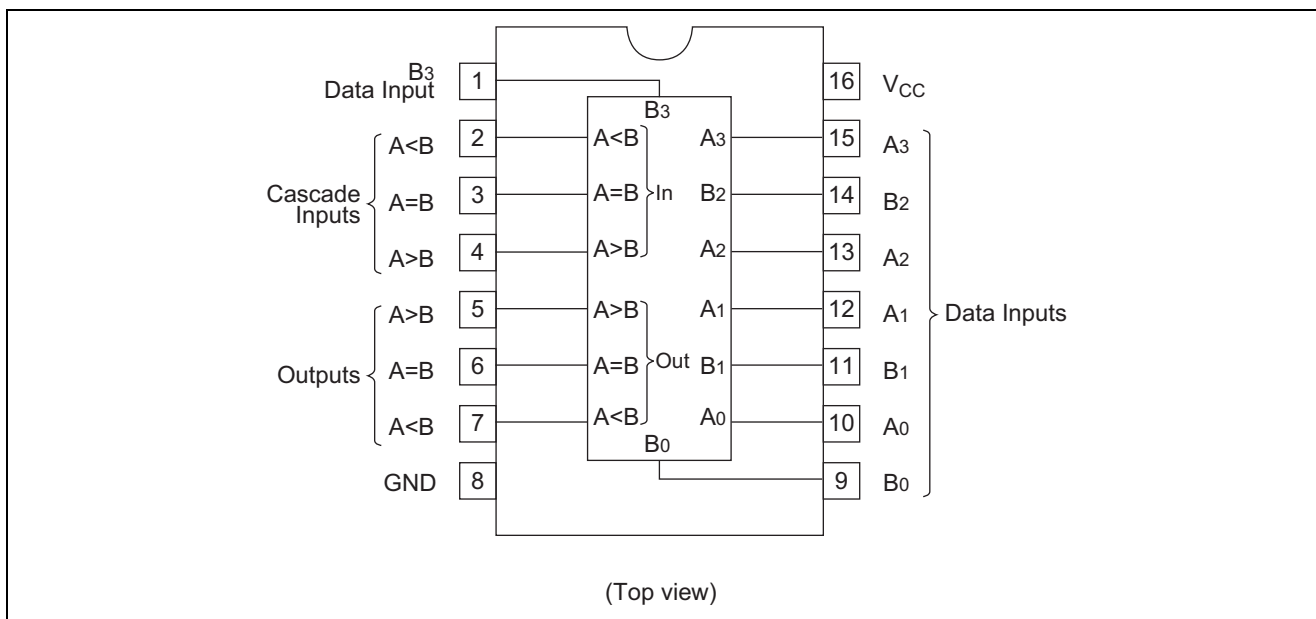 B3
Data Input
1
16
VCC
B3
A<B
2
A<B
A3
15
A3
Cascade
Inputs
A=B
3
A=B
In
B2
14
B2
A>B
4
A>B
A2
13
A2
A>B
5
A>B
A1
12
A1
Data Inputs
Outputs
A=B
6
A=B
Out
B1
11
B1
A<B
7
A<B
A0
10
A0
B0
GND
8
9
B0
(Top view)